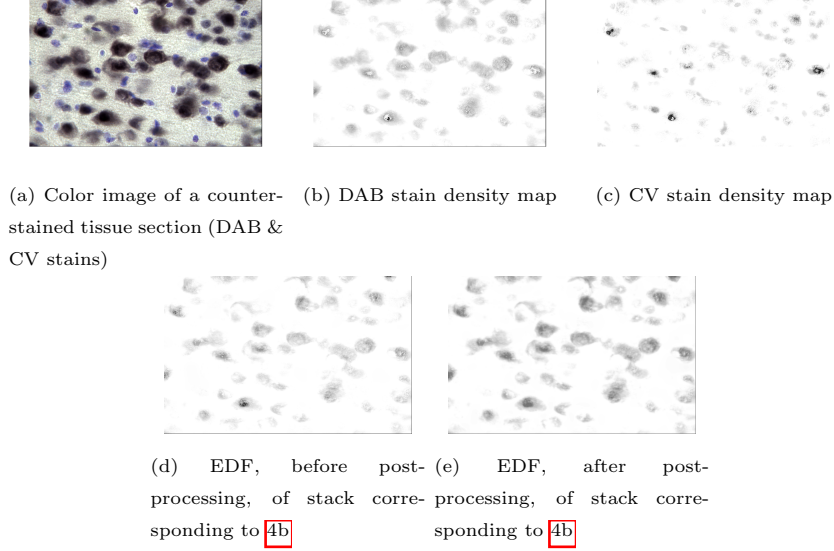 (a) Color image of a counter-
stained tissue section (DAB &
CV stains)
(b) DAB stain density map
(c) CV stain density map
(d) EDF, before post-
processing, of stack corre-
sponding to 4b
(e) EDF, after post-
processing, of stack corre-
sponding to 4b